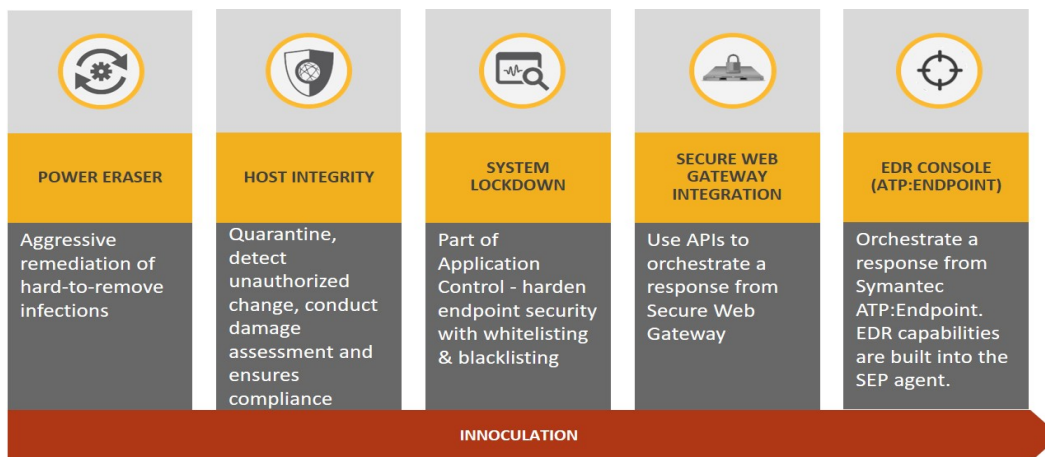 POWER ERASER
Aggressive
remediation of
hard-to-remove
infections
HOST INTEGRITY
Quarantine,
detect
unauthorized
change, conduct
damage
assessment and
ensures
compliance
SYSTEM
LOCKDOWN
Part of
Application
Control - harden
endpoint security
with whitelisting
& blacklisting
SECURE WEB
GATEWAY
INTEGRATION
Use APIs to
orchestrate a
response from
Secure Web
Gateway
EDR CONSOLE
(ATP:ENDPOINT)
Orchestrate a
response from
Symantec
ATP:Endpoint.
EDR capabilities
are built into the
SEP agent.
INNOCULATION